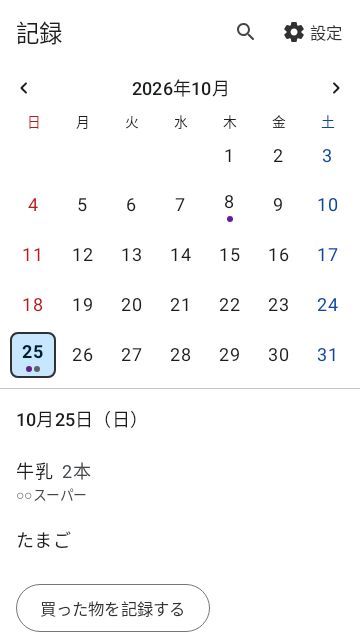 記録
設定
2026年10月
日 月 火 水 木 金 土
1 2 3
4 5 6 7 8 9 10
11 12 13 14 15 16 17
18 19 20 21 22 23 24
25 26 27 28 29 30 31
10月25日（日）
牛乳 2本
○○スーパー
たまご
買った物を記録する